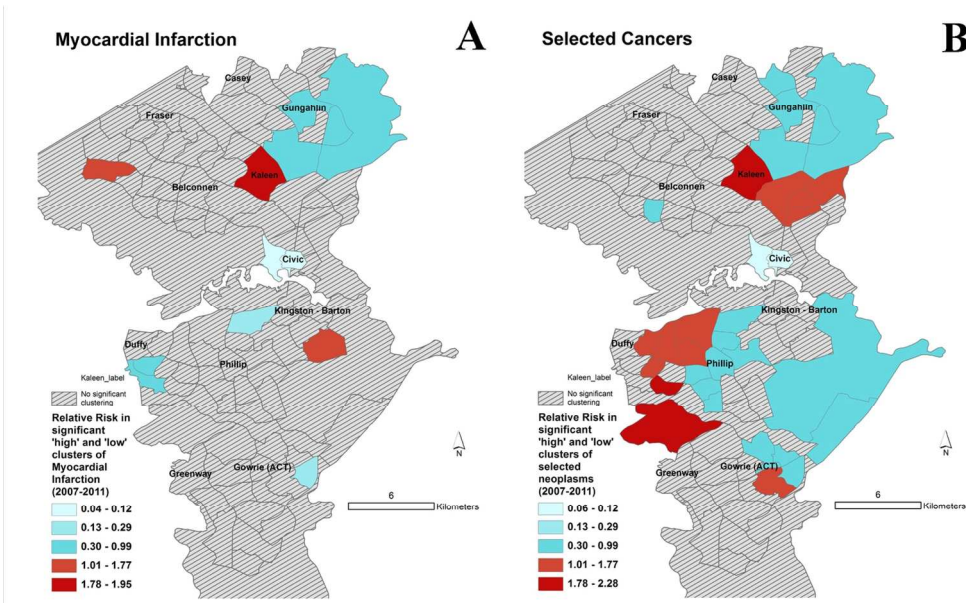 Myocardial Infarction
A
Casey
Gungahlin
Fraser
Kaleen
Belconnen
Civic
Kingston - Barton
Duffy
Phillip
Kaleen_label
No significant
clustering
Relative Risk in
significant
'high' and 'low'
clusters of
Myocardial
Infarction
(2007-2011)
Greenway
Gowrie (ACT)
N
6
Kilometers
0.04 - 0.12
0.13 - 0.29
0.30 - 0.99
1.01 - 1.77
1.78 - 1.95
Selected Cancers
B
Casey
Gungahlin
Fraser
Kaleen
Belconnen
Civic
Kingston - Barton
Duffy
Phillip
Kaleen_label
No significant
clustering
Relative Risk in
significant
'high' and 'low'
clusters of
selected
neoplasms
(2007-2011)
Greenway
Gowrie (ACT)
N
6
Kilometers
0.06 - 0.12
0.13 - 0.29
0.30 - 0.99
1.01 - 1.77
1.78 - 2.28